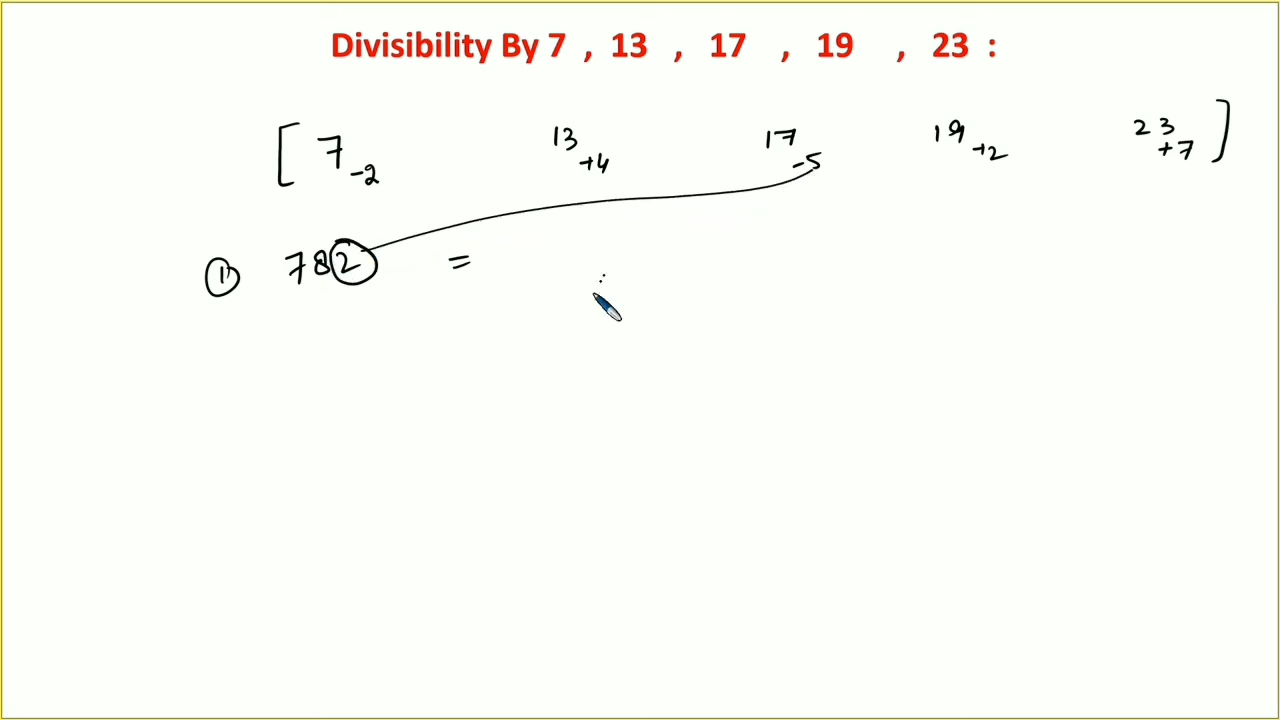 Divisibility By 7 , 13 , 17 , 19 , 23 :
[ 7 -2 13 +4 17 -5 19 +2 23 +7 ]
1) 782 =